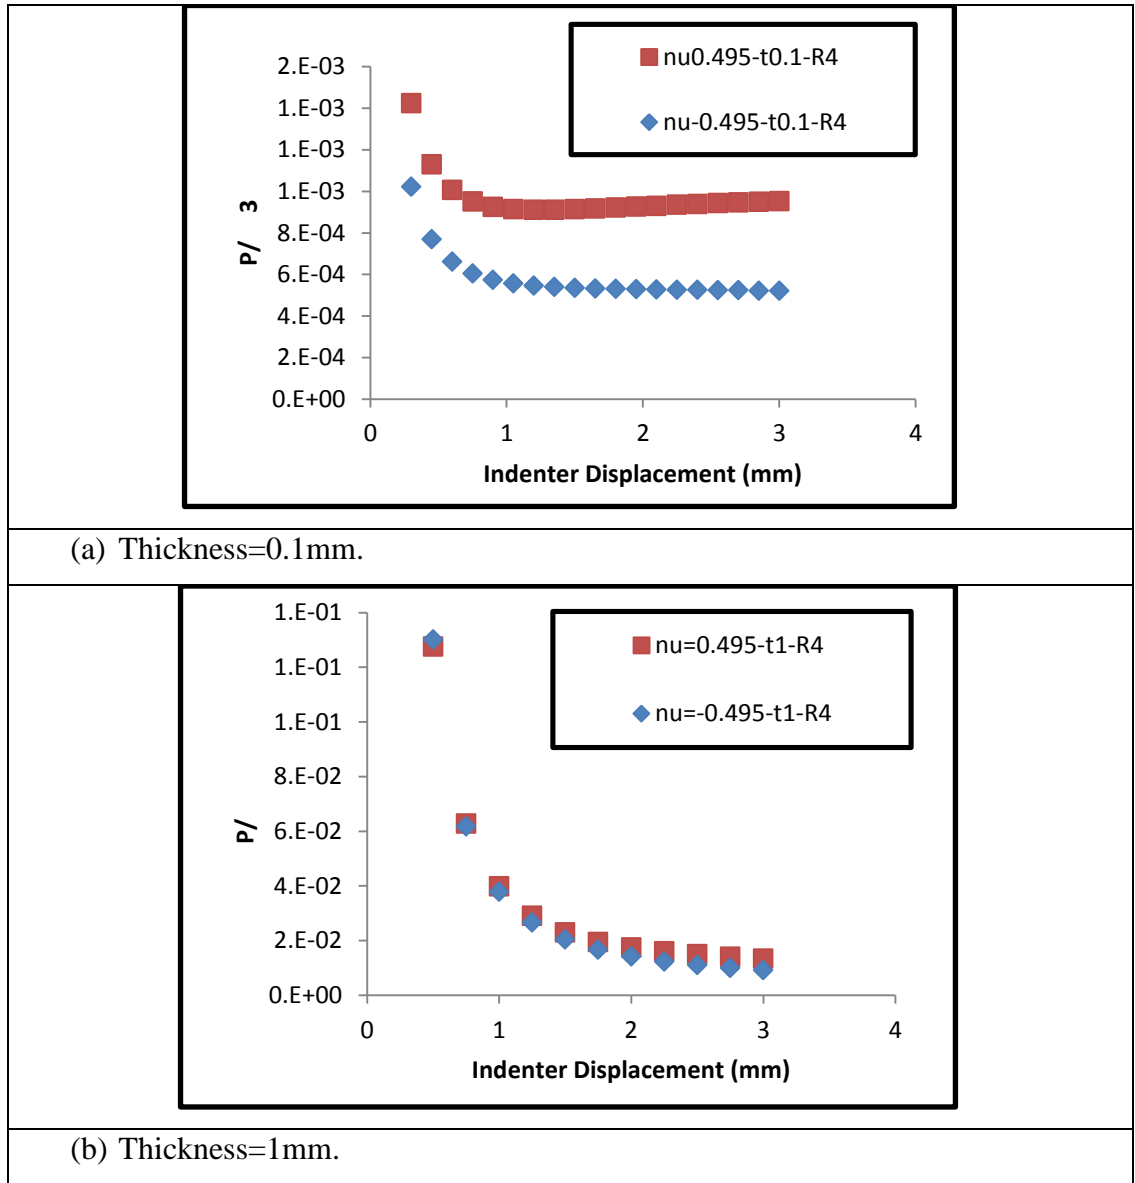 nu0.495-t0.1-R4
nu-0.495-t0.1-R4
2.E-03
1.E-03
1.E-03
1.E-03
8.E-04
6.E-04
4.E-04
2.E-04
0.E+00
P/ 3
0 1 2 3 4
Indenter Displacement (mm)
(a) Thickness=0.1mm.
nu=0.495-t1-R4
nu=-0.495-t1-R4
1.E-01
1.E-01
1.E-01
8.E-02
6.E-02
4.E-02
2.E-02
0.E+00
P/
0 1 2 3 4
Indenter Displacement (mm)
(b) Thickness=1mm.